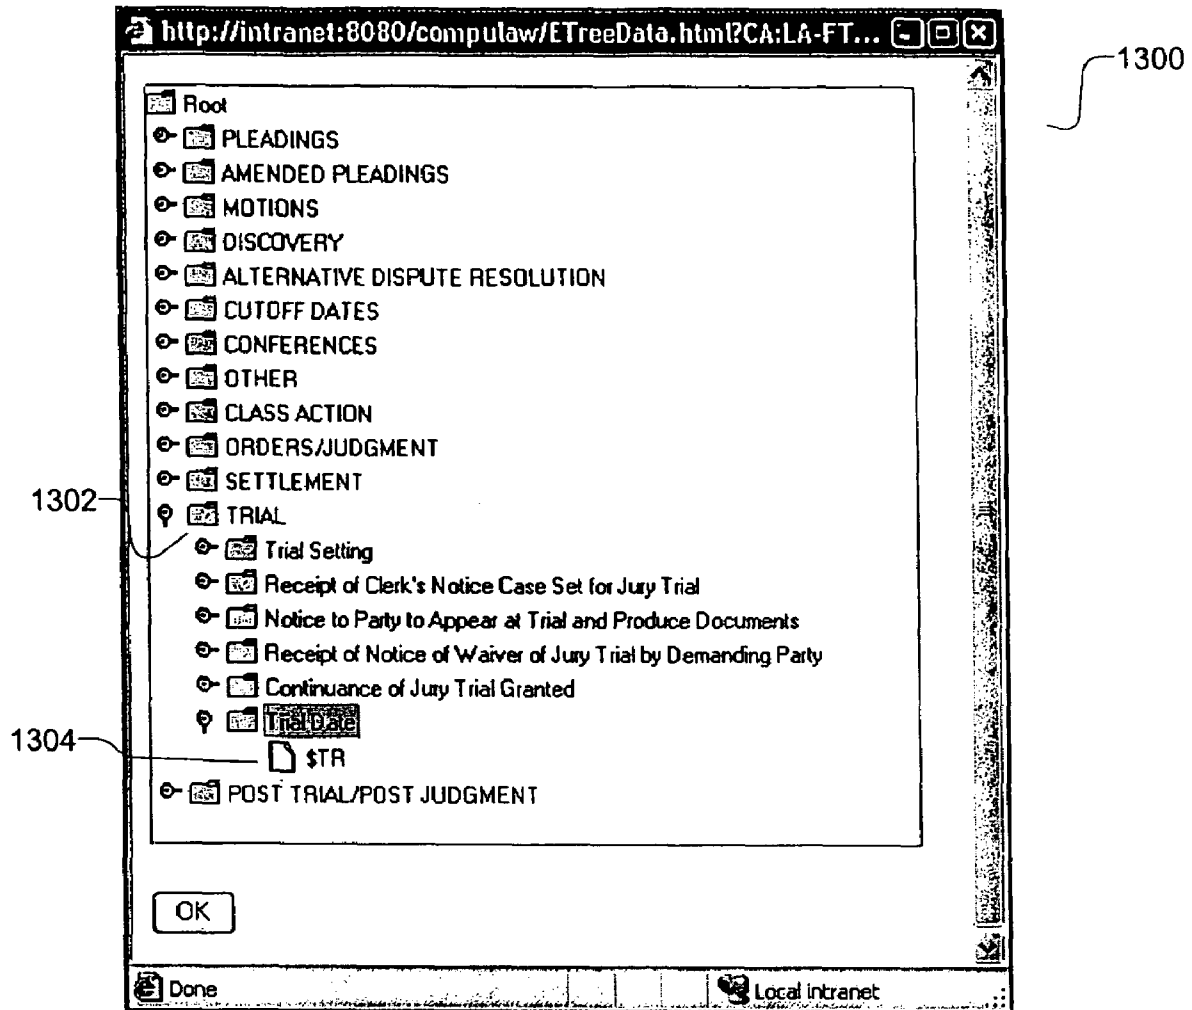 http://intranet:8080/compulaw/ETreeData.html?CA:LA-FT...
1300
Root
PLEADINGS
AMENDED PLEADINGS
MOTIONS
DISCOVERY
ALTERNATIVE DISPUTE RESOLUTION
CUTOFF DATES
CONFERENCES
OTHER
CLASS ACTION
ORDERS/JUDGMENT
SETTLEMENT
1302
TRIAL
Trial Setting
Receipt of Clerk's Notice Case Set for Jury Trial
Notice to Party to Appear at Trial and Produce Documents
Receipt of Notice of Waiver of Jury Trial by Demanding Party
Continuance of Jury Trial Granted
Trial Date
1304
$TR
POST TRIAL/POST JUDGMENT
OK
Done
Local intranet